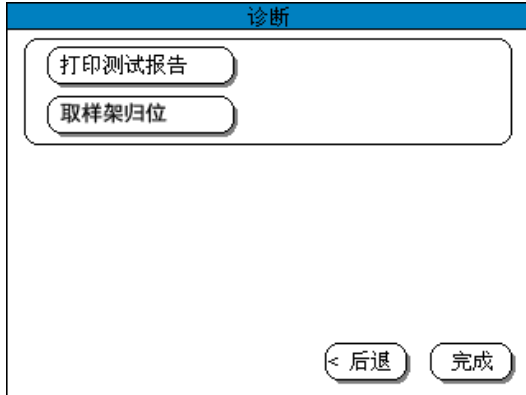 诊断
打印测试报告
取样架归位
< 后退
完成